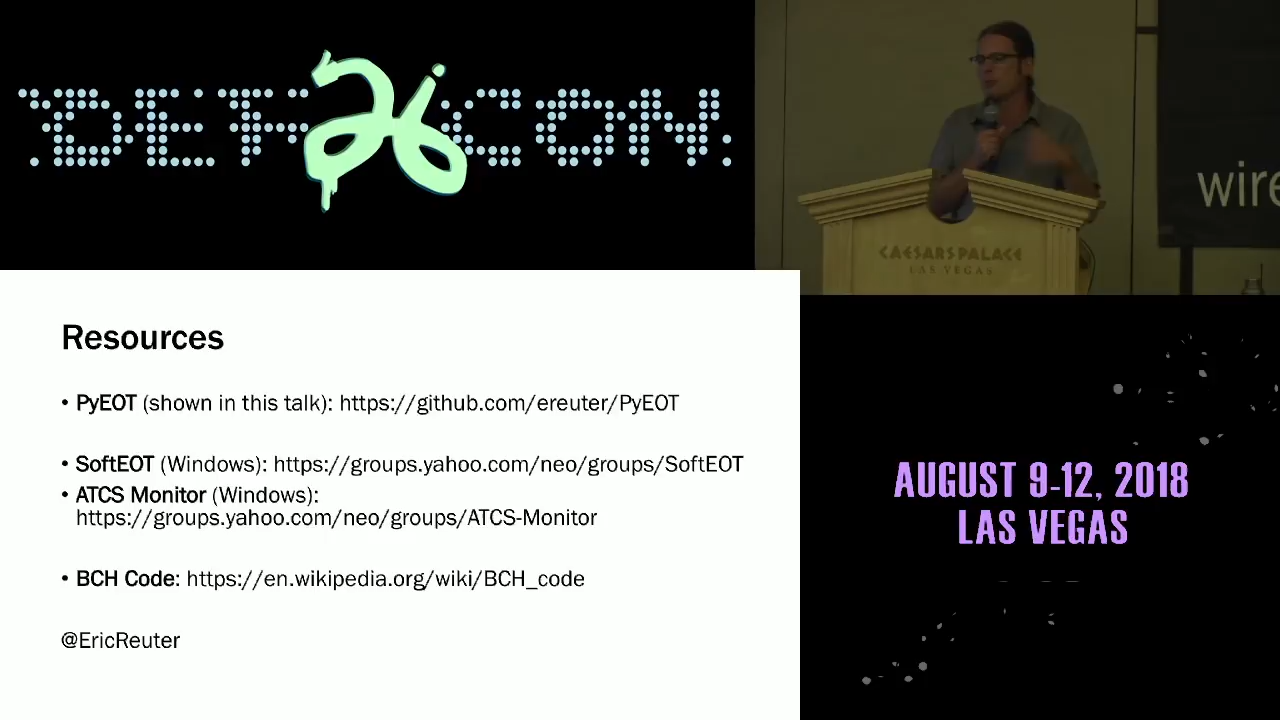 DEF 26 CON
wire
CAESARS PALACE
LAS VEGAS
Resources
• PyEOT (shown in this talk): https://github.com/ereuter/PyEOT
• SoftEOT (Windows): https://groups.yahoo.com/neo/groups/SoftEOT
• ATCS Monitor (Windows):
https://groups.yahoo.com/neo/groups/ATCS-Monitor
• BCH Code: https://en.wikipedia.org/wiki/BCH_code
@EricReuter
AUGUST 9-12, 2018
LAS VEGAS